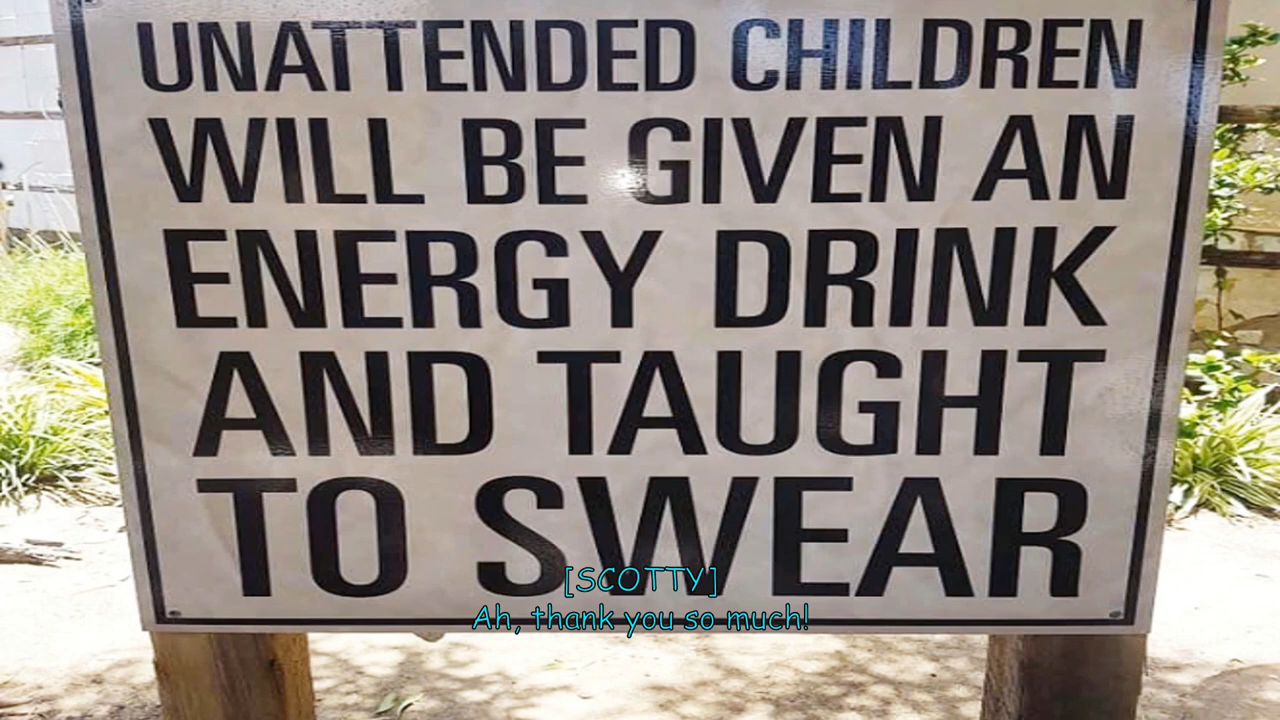 UNATTENDED CHILDREN
WILL BE GIVEN AN
ENERGY DRINK
AND TAUGHT
TO SWEAR
[SCOTTY]
Ah, thank you so much!